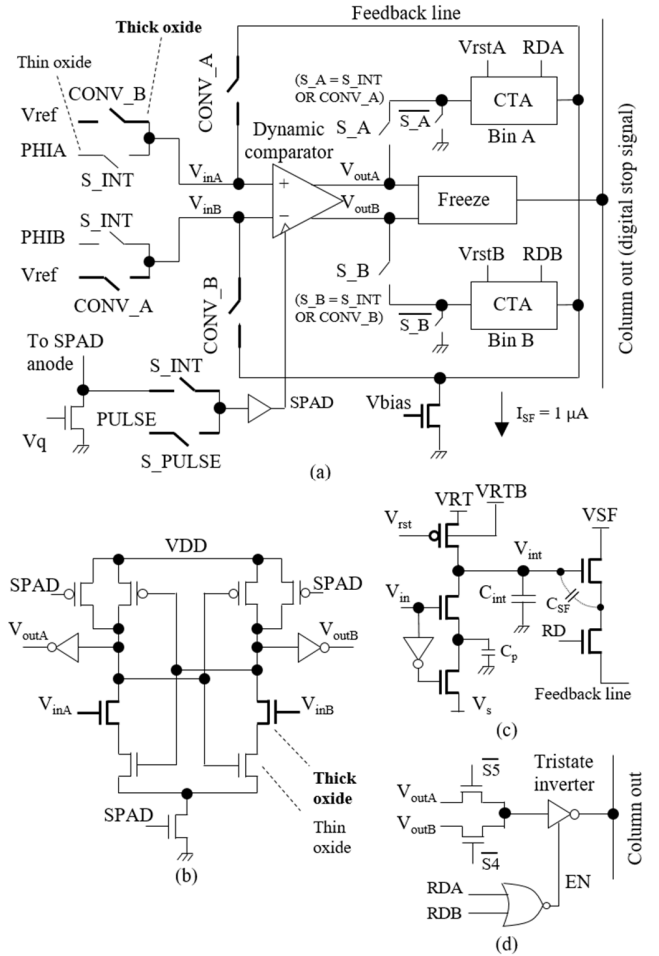 Feedback line
Thick oxide
Thin oxide
CONV_A
VrstA RDA
CONV_B
(S_A = S_INT
OR CONV_A)
CTA
Vref
S_A
S_A
Dynamic
comparator
Bin A
PHIA
S_INT
VinA
+
VoutA
Freeze
VinB
−
VoutB
PHIB
S_INT
Vref
CONV_A
CONV_B
S_B
VrstB RDB
(S_B = S_INT
OR CONV_B)
S_B
CTA
Bin B
Column out (digital stop signal)
To SPAD
anode
S_INT
SPAD
Vbias
ISF = 1 µA
PULSE
Vq
S_PULSE
(a)
VDD
SPAD
SPAD
VoutA
VoutB
VinA
VinB
Thick
oxide
Thin
oxide
SPAD
(b)
VRT
VRTB
VSF
Vrst
Vint
Vin
Cint
CSF
RD
Cp
Feedback line
Vs
(c)
S5
Tristate
inverter
VoutA
VoutB
S4
EN
RDA
RDB
Column out
(d)